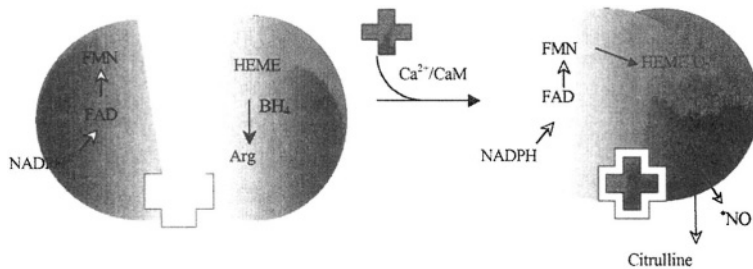 FMN
FAD
NADPH
HEME
BH₄
Arg
Ca²⁺/CaM
FMN
HEME
FAD
NADPH
•NO
Citrulline